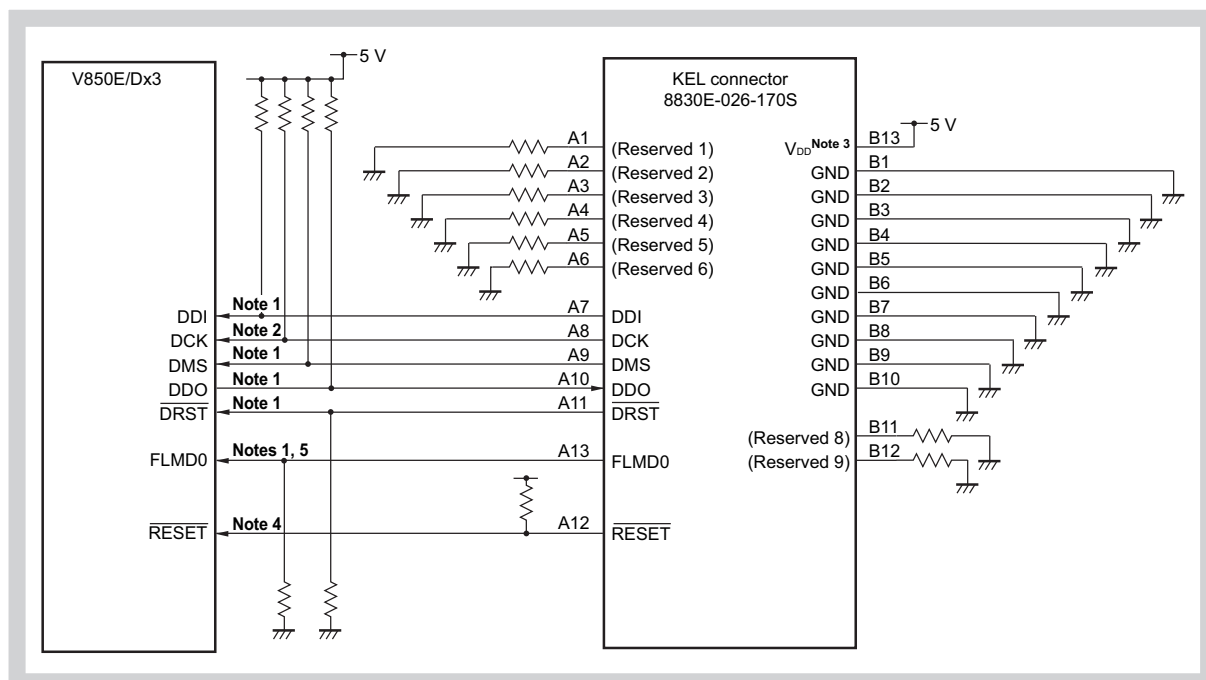 5 V
V850E/Dx3
KEL connector
8830E-026-170S
5 V
A1 (Reserved 1)
A2 (Reserved 2)
A3 (Reserved 3)
A4 (Reserved 4)
A5 (Reserved 5)
A6 (Reserved 6)
VDD Note 3 B13
GND B1
GND B2
GND B3
GND B4
GND B5
GND B6
GND B7
GND B8
GND B9
GND B10
(Reserved 8) B11
(Reserved 9) B12
DDI Note 1 A7 DDI
DCK Note 2 A8 DCK
DMS Note 1 A9 DMS
DDO Note 1 A10 DDO
DRST Note 1 A11 DRST
FLMD0 Notes 1, 5 A13 FLMD0
RESET Note 4 A12 RESET